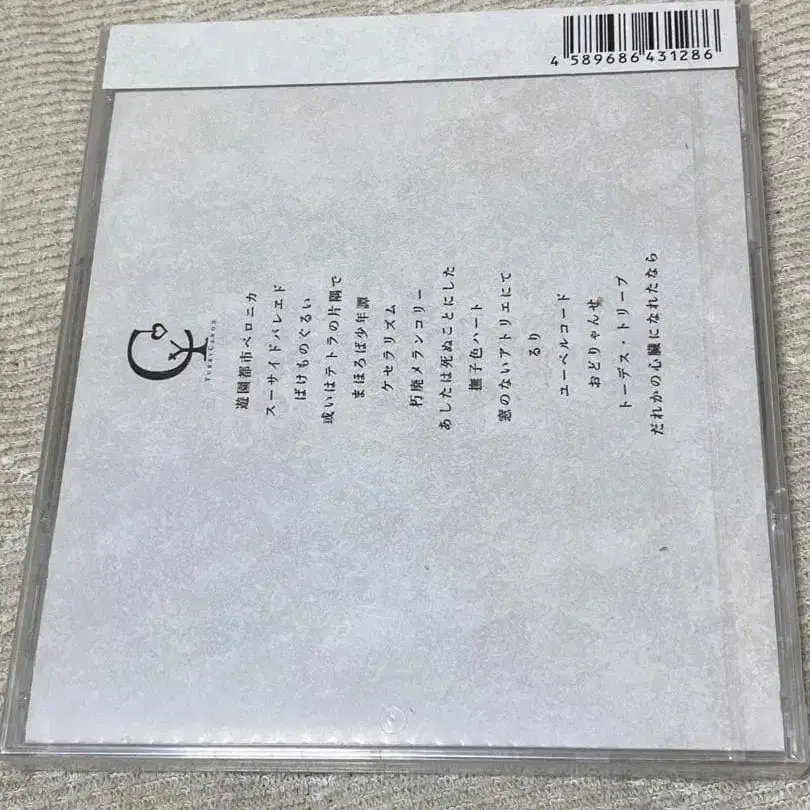 4 589686 431286
YURRYCANON
遊園都市ベロニカ
スーサイドパレヱド
ばけものぐるい
或いはテトラの片隅で
まほろば少年譚
ケセラリズム
朽廃メランコリー
あしたは死ぬことにした
撫子色ハート
窓のないアトリエにて
るり
ユーベルコード
おどりゃんせ
トーデス・トリーブ
だれかの心臓になれたなら